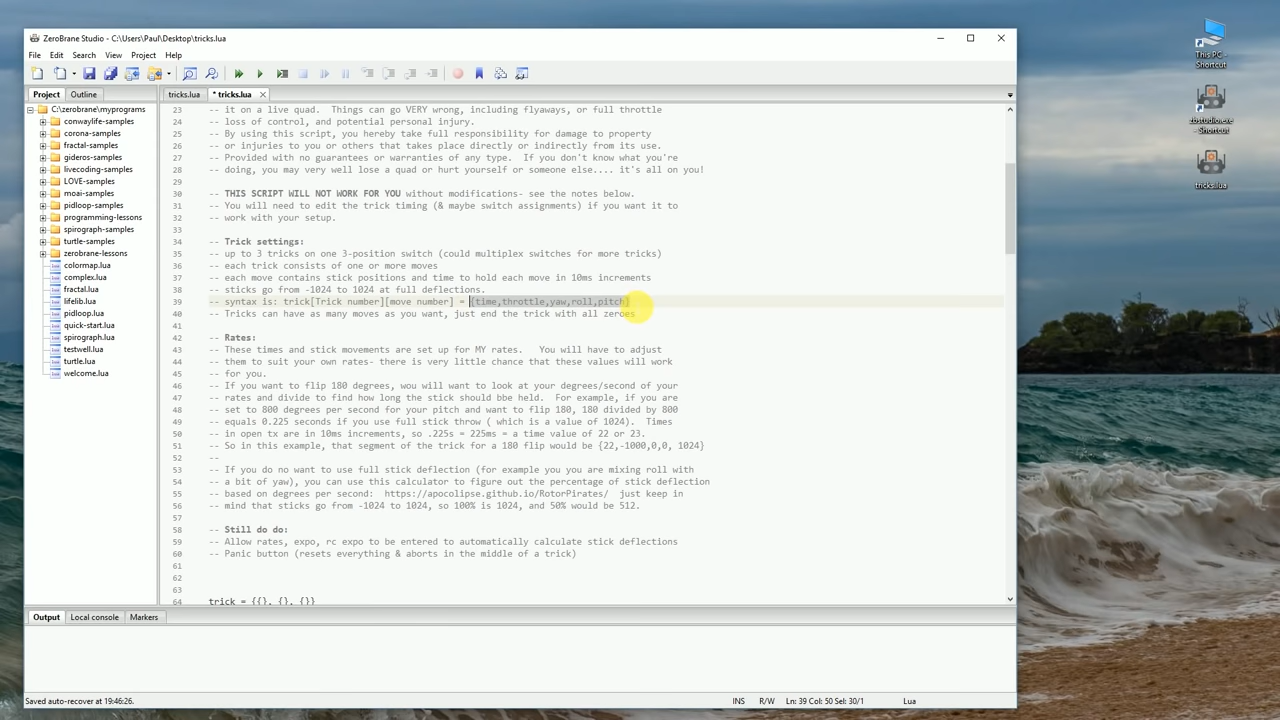 ZeroBrane Studio - C:\Users\Paul\Desktop\tricks.lua
File Edit Search View Project Help
Project Outline
tricks.lua * tricks.lua
C:\zerobrane\myprograms
conwaylife-samples
corona-samples
fractal-samples
gideros-samples
livecoding-samples
LOVE-samples
moai-samples
pidloop-samples
programming-lessons
spirograph-samples
turtle-samples
zerobrane-lessons
colormap.lua
complex.lua
fractal.lua
lifelib.lua
pidloop.lua
quick-start.lua
spirograph.lua
testwell.lua
turtle.lua
welcome.lua
23 -- it on a live quad. Things can go VERY wrong, including flyaways, or full throttle
24 -- loss of control, and potential personal injury.
25 -- By using this script, you hereby take full responsibility for damage to property
26 -- or injuries to you or others that takes place directly or indirectly from its use.
27 -- Provided with no guarantees or warranties of any type. If you don't know what you're
28 -- doing, you may very well lose a quad or hurt yourself or someone else.... it's all on you!
29
30 -- THIS SCRIPT WILL NOT WORK FOR YOU without modifications- see the notes below.
31 -- You will need to edit the trick timing (& maybe switch assignments) if you want it to
32 -- work with your setup.
33
34 -- Trick settings:
35 -- up to 3 tricks on one 3-position switch (could multiplex switches for more tricks)
36 -- each trick consists of one or more moves
37 -- each move contains stick positions and time to hold each move in 10ms increments
38 -- sticks go from -1024 to 1024 at full deflections.
39 -- syntax is: trick[Trick number][move number] = {time,throttle,yaw,roll,pitch}
40 -- Tricks can have as many moves as you want, just end the trick with all zeroes
41
42 -- Rates:
43 -- These times and stick movements are set up for MY rates. You will have to adjust
44 -- them to suit your own rates- there is very little chance that these values will work
45 -- for you.
46 -- If you want to flip 180 degrees, wou will want to look at your degrees/second of your
47 -- rates and divide to find how long the stick should bbe held. For example, if you are
48 -- set to 800 degrees per second for your pitch and want to flip 180, 180 divided by 800
49 -- equals 0.225 seconds if you use full stick throw ( which is a value of 1024). Times
50 -- in open tx are in 10ms increments, so .225s = 225ms = a time value of 22 or 23.
51 -- So in this example, that segment of the trick for a 180 flip would be {22,-1000,0,0, 1024}
52 --
53 -- If you do no want to use full stick deflection (for example you you are mixing roll with
54 -- a bit of yaw), you can use this calculator to figure out the percentage of stick deflection
55 -- based on degrees per second: https://apocolipse.github.io/RotorPirates/ just keep in
56 -- mind that sticks go from -1024 to 1024, so 100% is 1024, and 50% would be 512.
57
58 -- Still do do:
59 -- Allow rates, expo, rc expo to be entered to automatically calculate stick deflections
60 -- Panic button (resets everything & aborts in the middle of a trick)
61
62
63
64 trick = {{}, {}, {}}
Output Local console Markers
Saved auto-recover at 19:46:26. INS R/W Ln: 39 Col: 50 Sel: 30/1 Lua
This PC - Shortcut
zbstudio.exe - Shortcut
tricks.lua